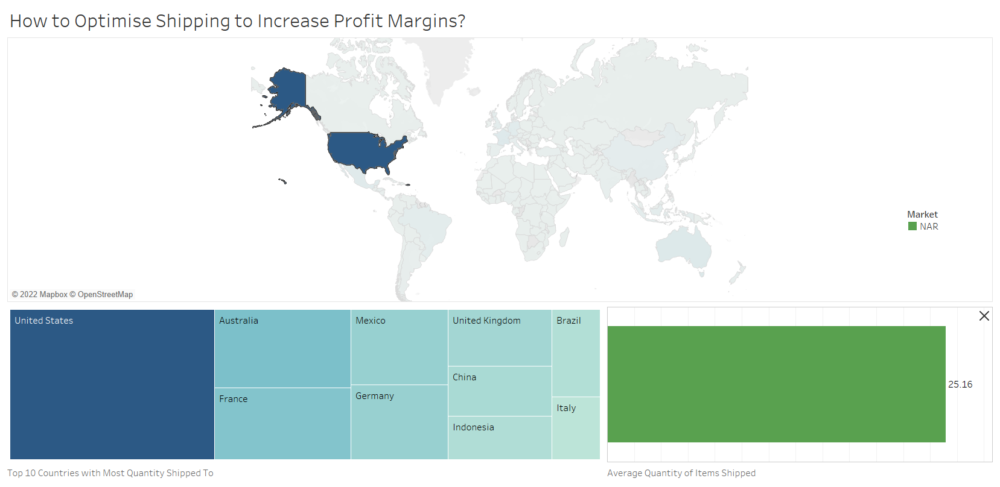 How to Optimise Shipping to Increase Profit Margins?
Market
NAR
© 2022 Mapbox © OpenStreetMap
United States
Australia
Mexico
United Kingdom
Brazil
China
France
Germany
Italy
Indonesia
25.16
Top 10 Countries with Most Quantity Shipped To
Average Quantity of Items Shipped